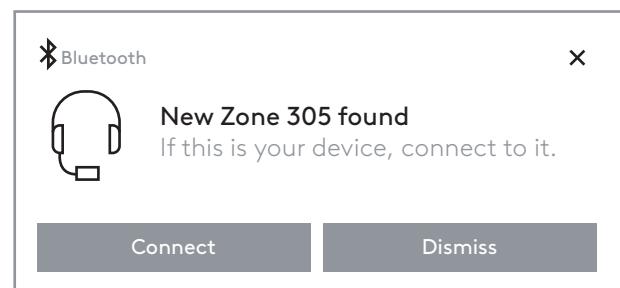 Bluetooth
New Zone 305 found
If this is your device, connect to it.
Connect
Dismiss